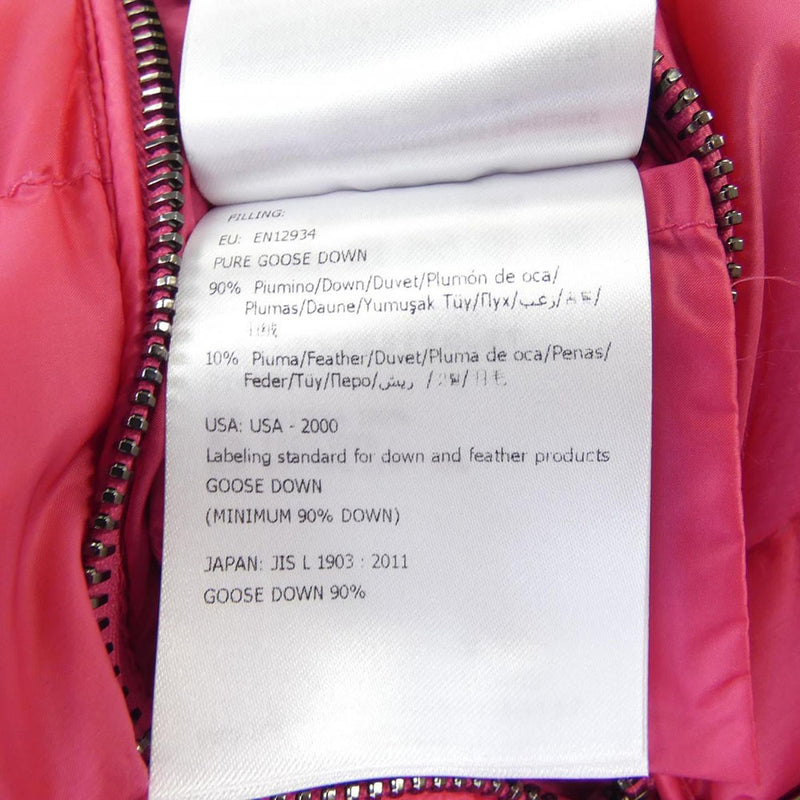 FILLING:
EU: EN12934
PURE GOOSE DOWN
90% Piumino/Down/Duvet/Plumón de oca/
Plumas/Daune/Yumuşak Tüy/Пух/زغب/
10% Piuma/Feather/Duvet/Pluma de oca/Penas/
Feder/Tüy/Перо/ريش/
USA: USA - 2000
Labeling standard for down and feather products
GOOSE DOWN
(MINIMUM 90% DOWN)
JAPAN: JIS L 1903 : 2011
GOOSE DOWN 90%